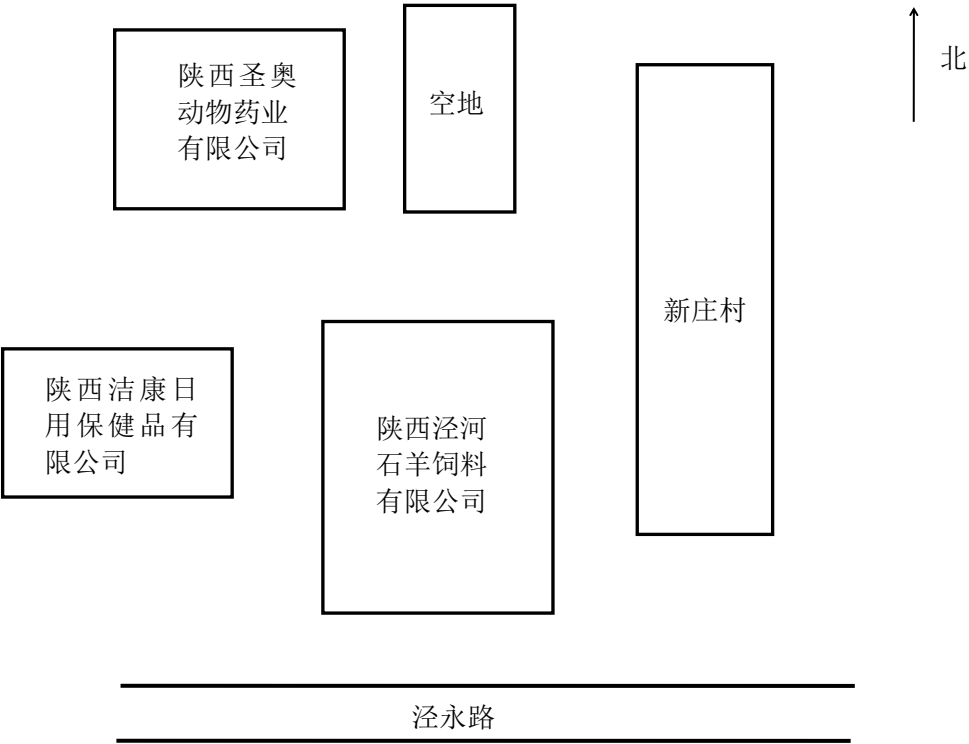 北
陕西圣奥
动物药业
有限公司
空地
新庄村
陕西洁康日
用保健品有
限公司
陕西泾河
石羊饲料
有限公司
泾永路